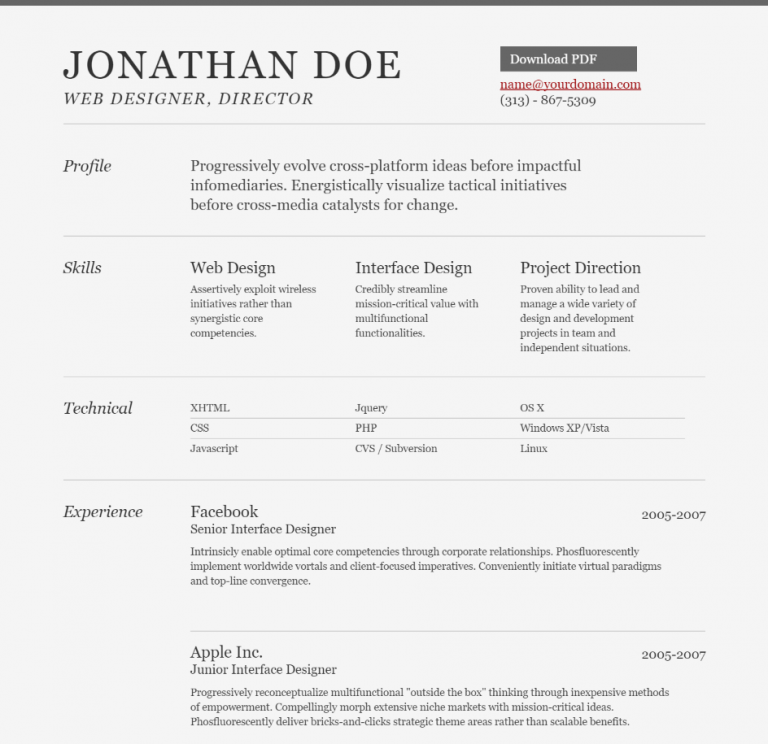 JONATHAN DOE
WEB DESIGNER, DIRECTOR
Download PDF
name@yourdomain.com
(313) - 867-5309
Profile
Progressively evolve cross-platform ideas before impactful
infomediaries. Energistically visualize tactical initiatives
before cross-media catalysts for change.
Skills
Web Design
Assertively exploit wireless
initiatives rather than
synergistic core
competencies.
Interface Design
Credibly streamline
mission-critical value with
multifunctional
functionalities.
Project Direction
Proven ability to lead and
manage a wide variety of
design and development
projects in team and
independent situations.
Technical
XHTML Jquery OS X
CSS PHP Windows XP/Vista
Javascript CVS / Subversion Linux
Experience
Facebook 2005-2007
Senior Interface Designer
Intrinsicly enable optimal core competencies through corporate relationships. Phosfluorescently
implement worldwide vortals and client-focused imperatives. Conveniently initiate virtual paradigms
and top-line convergence.
Apple Inc. 2005-2007
Junior Interface Designer
Progressively reconceptualize multifunctional "outside the box" thinking through inexpensive methods
of empowerment. Compellingly morph extensive niche markets with mission-critical ideas.
Phosfluorescently deliver bricks-and-clicks strategic theme areas rather than scalable benefits.